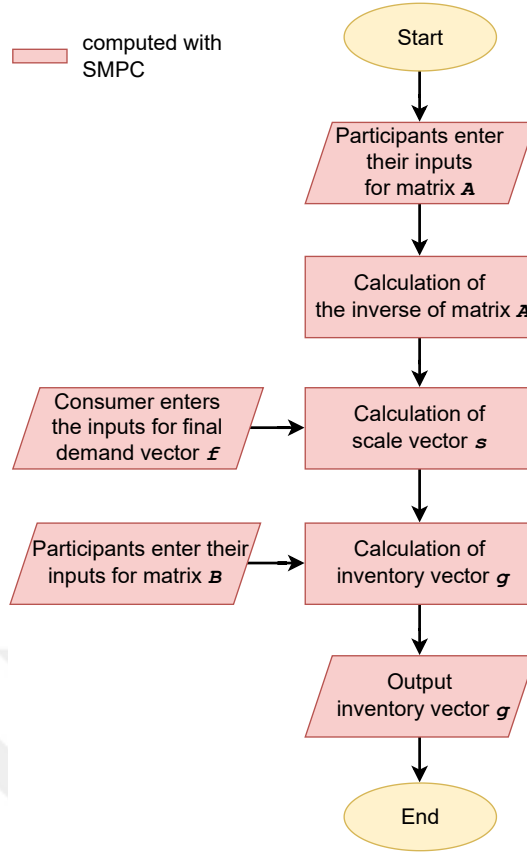 computed with
SMPC
Start
Participants enter
their inputs
for matrix A
Calculation of
the inverse of matrix A
Consumer enters
the inputs for final
demand vector f
Calculation of
scale vector s
Participants enter their
inputs for matrix B
Calculation of
inventory vector g
Output
inventory vector g
End